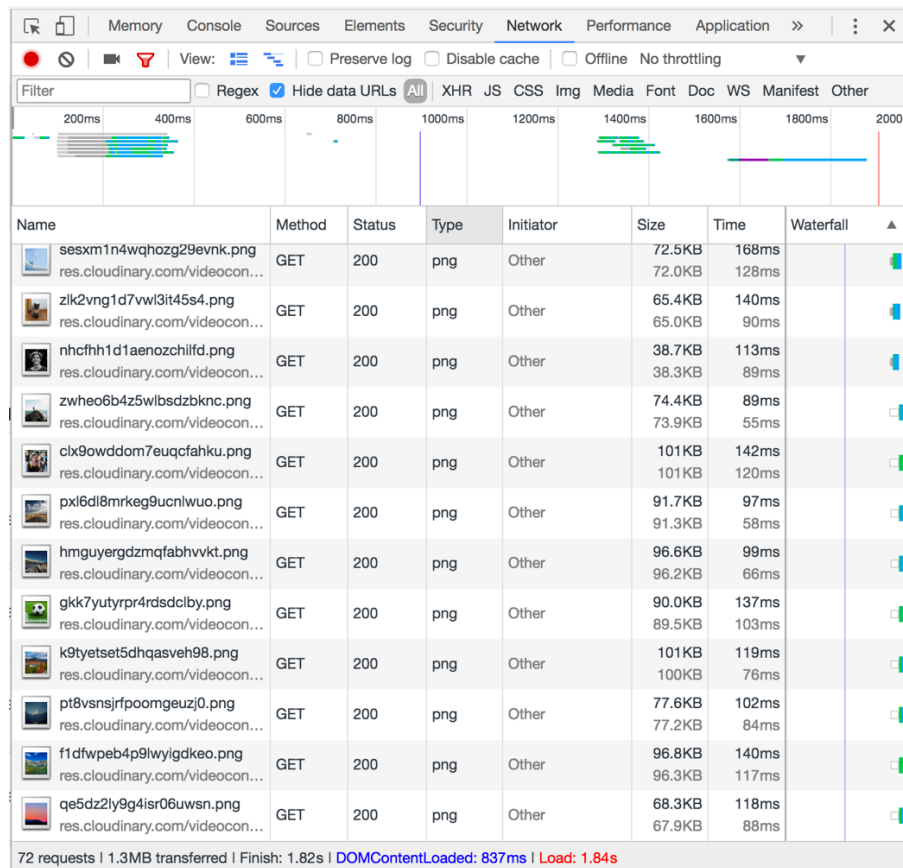 Memory Console Sources Elements Security Network Performance Application »
View: Preserve log Disable cache Offline No throttling
Filter Regex Hide data URLs All XHR JS CSS Img Media Font Doc WS Manifest Other
200ms 400ms 600ms 800ms 1000ms 1200ms 1400ms 1600ms 1800ms 2000
Name Method Status Type Initiator Size Time Waterfall
sesxm1n4wqhozg29evnk.png GET 200 png Other 72.5KB 168ms
res.cloudinary.com/videocon... 72.0KB 128ms
zlk2vng1d7vwl3it45s4.png GET 200 png Other 65.4KB 140ms
res.cloudinary.com/videocon... 65.0KB 90ms
nhcfhh1d1aenozchilfd.png GET 200 png Other 38.7KB 113ms
res.cloudinary.com/videocon... 38.3KB 89ms
zwheo6b4z5wlbsdzbknc.png GET 200 png Other 74.4KB 89ms
res.cloudinary.com/videocon... 73.9KB 55ms
clx9owddom7euqcfahku.png GET 200 png Other 101KB 142ms
res.cloudinary.com/videocon... 101KB 120ms
pxl6dl8mrkeg9ucnlwuo.png GET 200 png Other 91.7KB 97ms
res.cloudinary.com/videocon... 91.3KB 58ms
hmguyergdzmqfabhvvkt.png GET 200 png Other 96.6KB 99ms
res.cloudinary.com/videocon... 96.2KB 66ms
gkk7yutyrpr4rdsdclby.png GET 200 png Other 90.0KB 137ms
res.cloudinary.com/videocon... 89.5KB 103ms
k9tyetset5dhqasveh98.png GET 200 png Other 101KB 119ms
res.cloudinary.com/videocon... 100KB 76ms
pt8vsnsjrfpoomgeuzj0.png GET 200 png Other 77.6KB 102ms
res.cloudinary.com/videocon... 77.2KB 84ms
f1dfwpeb4p9lwyigdkeo.png GET 200 png Other 96.8KB 140ms
res.cloudinary.com/videocon... 96.3KB 117ms
qe5dz2ly9g4isr06uwsn.png GET 200 png Other 68.3KB 118ms
res.cloudinary.com/videocon... 67.9KB 88ms
72 requests | 1.3MB transferred | Finish: 1.82s | DOMContentLoaded: 837ms | Load: 1.84s